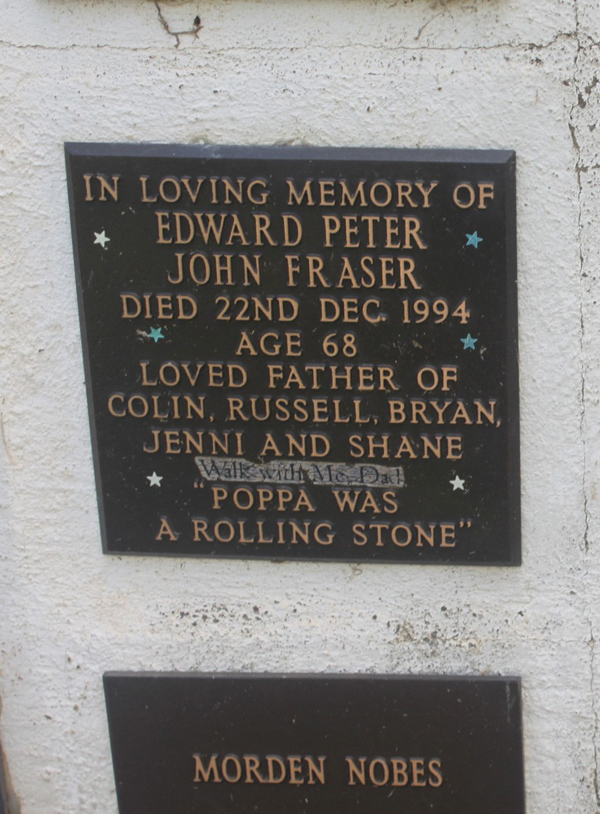 IN LOVING MEMORY OF
EDWARD PETER
JOHN FRASER
DIED 22ND DEC. 1994
AGE 68
LOVED FATHER OF
COLIN, RUSSELL, BRYAN,
JENNI AND SHANE
Walk with Me, Dad
"POPPA WAS
A ROLLING STONE"
MORDEN NOBES